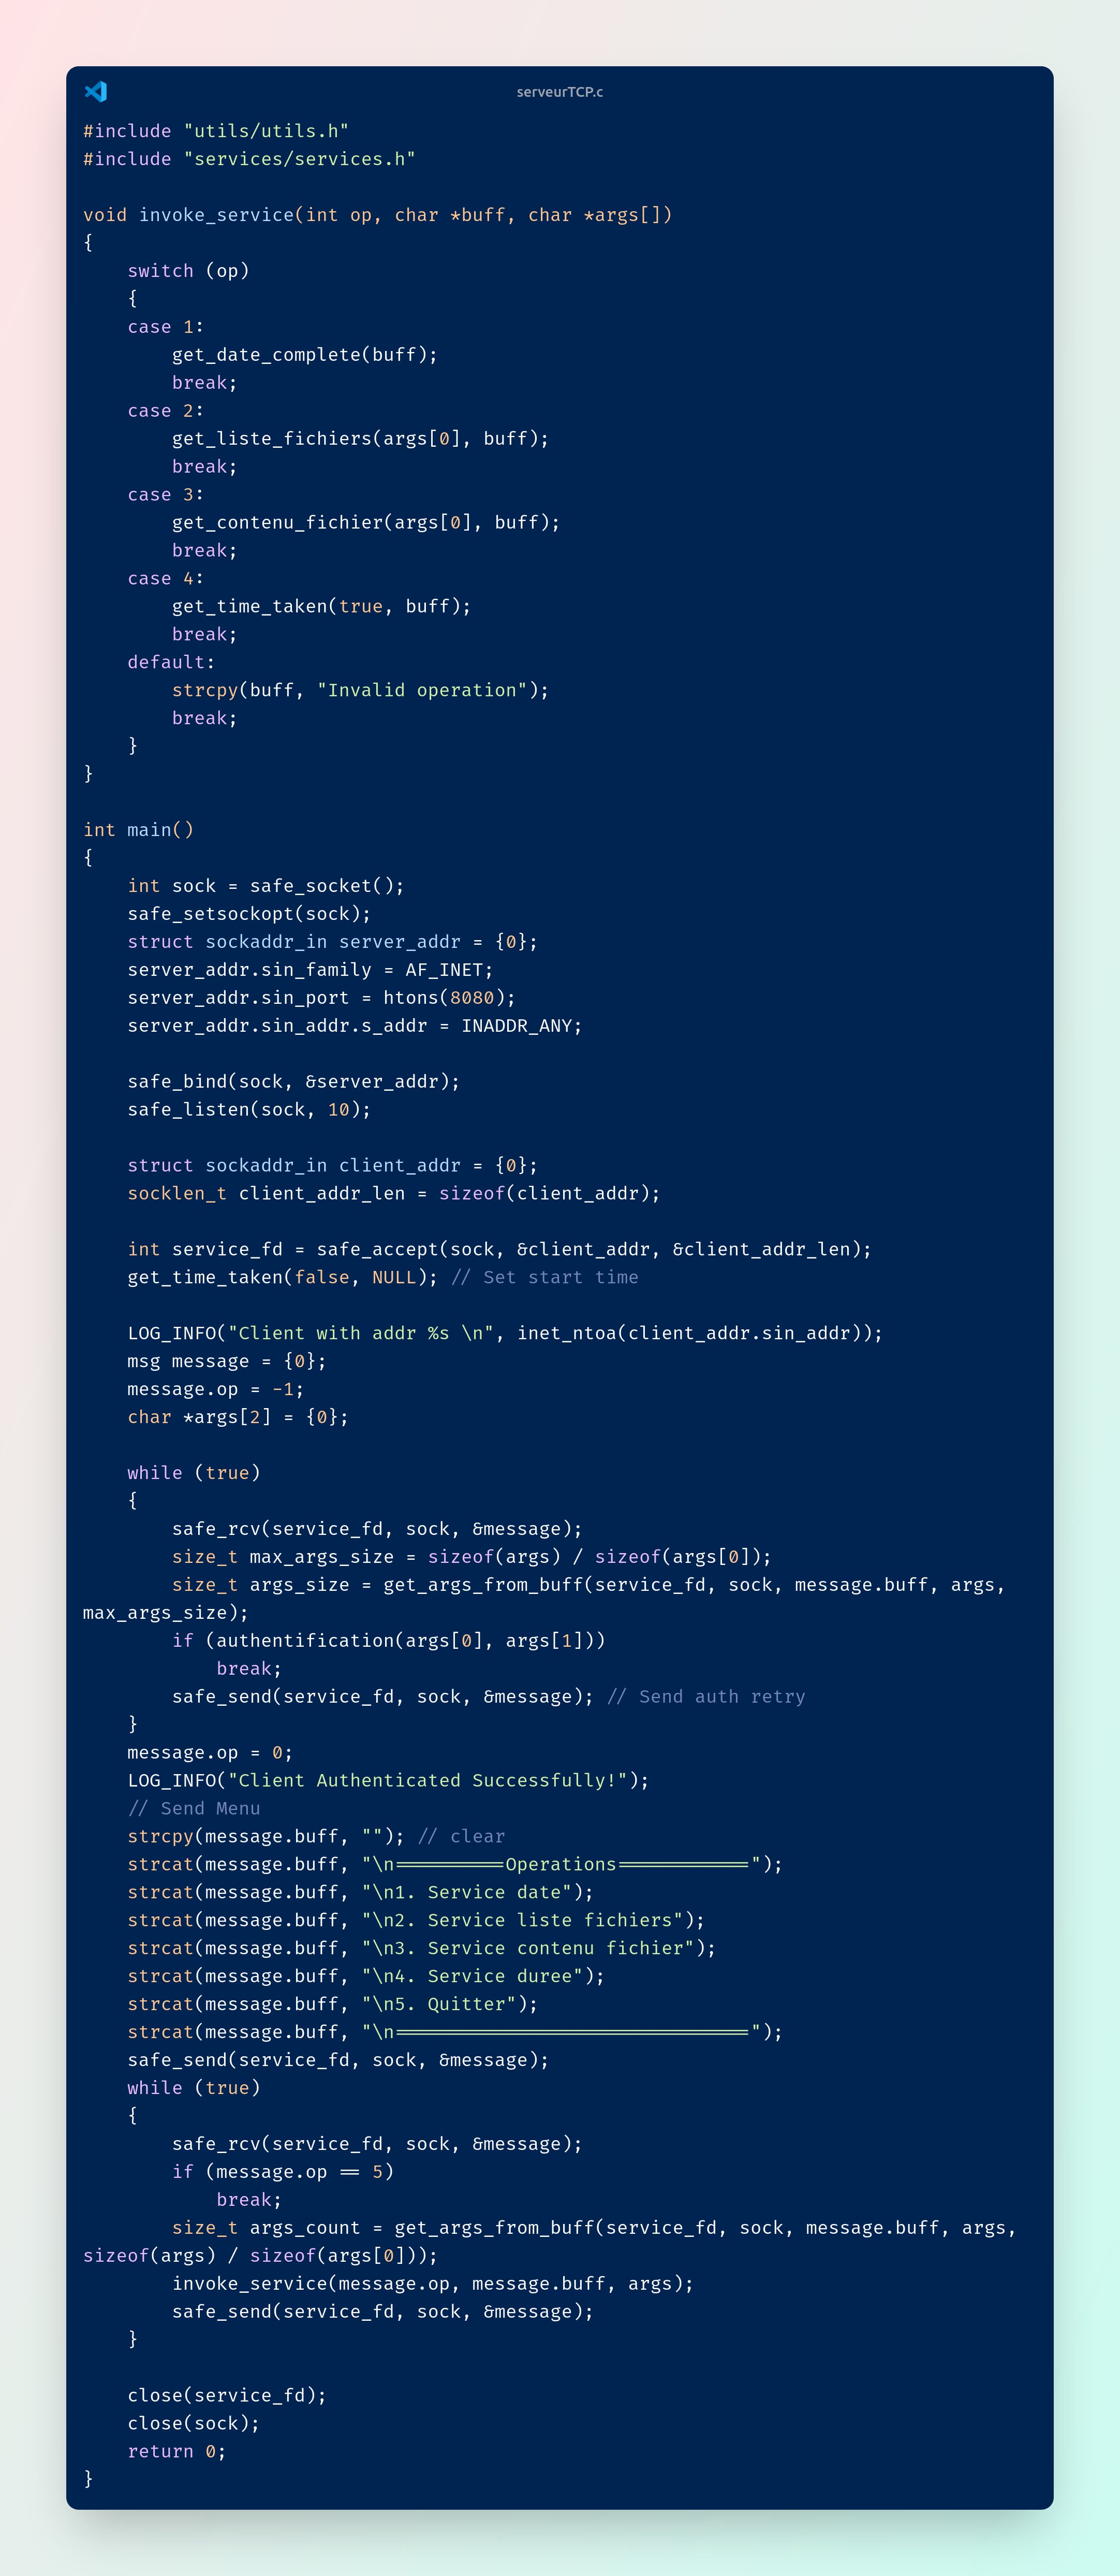 serveurTCP.c
#include "utils/utils.h"
#include "services/services.h"

void invoke_service(int op, char *buff, char *args[])
{
    switch (op)
    {
    case 1:
        get_date_complete(buff);
        break;
    case 2:
        get_liste_fichiers(args[0], buff);
        break;
    case 3:
        get_contenu_fichier(args[0], buff);
        break;
    case 4:
        get_time_taken(true, buff);
        break;
    default:
        strcpy(buff, "Invalid operation");
        break;
    }
}

int main()
{
    int sock = safe_socket();
    safe_setsockopt(sock);
    struct sockaddr_in server_addr = {0};
    server_addr.sin_family = AF_INET;
    server_addr.sin_port = htons(8080);
    server_addr.sin_addr.s_addr = INADDR_ANY;

    safe_bind(sock, &server_addr);
    safe_listen(sock, 10);

    struct sockaddr_in client_addr = {0};
    socklen_t client_addr_len = sizeof(client_addr);

    int service_fd = safe_accept(sock, &client_addr, &client_addr_len);
    get_time_taken(false, NULL); // Set start time

    LOG_INFO("Client with addr %s \n", inet_ntoa(client_addr.sin_addr));
    msg message = {0};
    message.op = -1;
    char *args[2] = {0};

    while (true)
    {
        safe_rcv(service_fd, sock, &message);
        size_t max_args_size = sizeof(args) / sizeof(args[0]);
        size_t args_size = get_args_from_buff(service_fd, sock, message.buff, args,
max_args_size);
        if (authentification(args[0], args[1]))
            break;
        safe_send(service_fd, sock, &message); // Send auth retry
    }
    message.op = 0;
    LOG_INFO("Client Authenticated Successfully!");
    // Send Menu
    strcpy(message.buff, ""); // clear
    strcat(message.buff, "\n==========Operations============");
    strcat(message.buff, "\n1. Service date");
    strcat(message.buff, "\n2. Service liste fichiers");
    strcat(message.buff, "\n3. Service contenu fichier");
    strcat(message.buff, "\n4. Service duree");
    strcat(message.buff, "\n5. Quitter");
    strcat(message.buff, "\n================================");
    safe_send(service_fd, sock, &message);
    while (true)
    {
        safe_rcv(service_fd, sock, &message);
        if (message.op == 5)
            break;
        size_t args_count = get_args_from_buff(service_fd, sock, message.buff, args,
sizeof(args) / sizeof(args[0]));
        invoke_service(message.op, message.buff, args);
        safe_send(service_fd, sock, &message);
    }

    close(service_fd);
    close(sock);
    return 0;
}